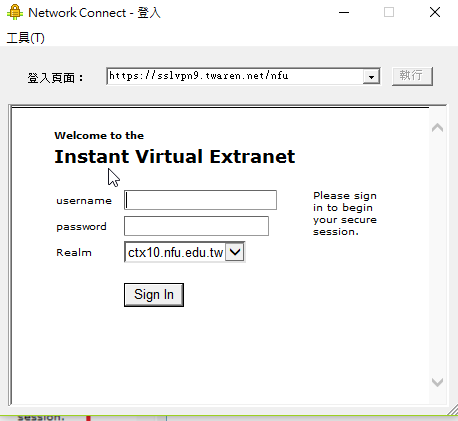 Network Connect - 登入
工具(T)
登入頁面：
https://sslvpn9.twaren.net/nfu
執行
Welcome to the
Instant Virtual Extranet
username
password
Realm
ctx10.nfu.edu.tw
Sign In
Please sign
in to begin
your secure
session.
session.